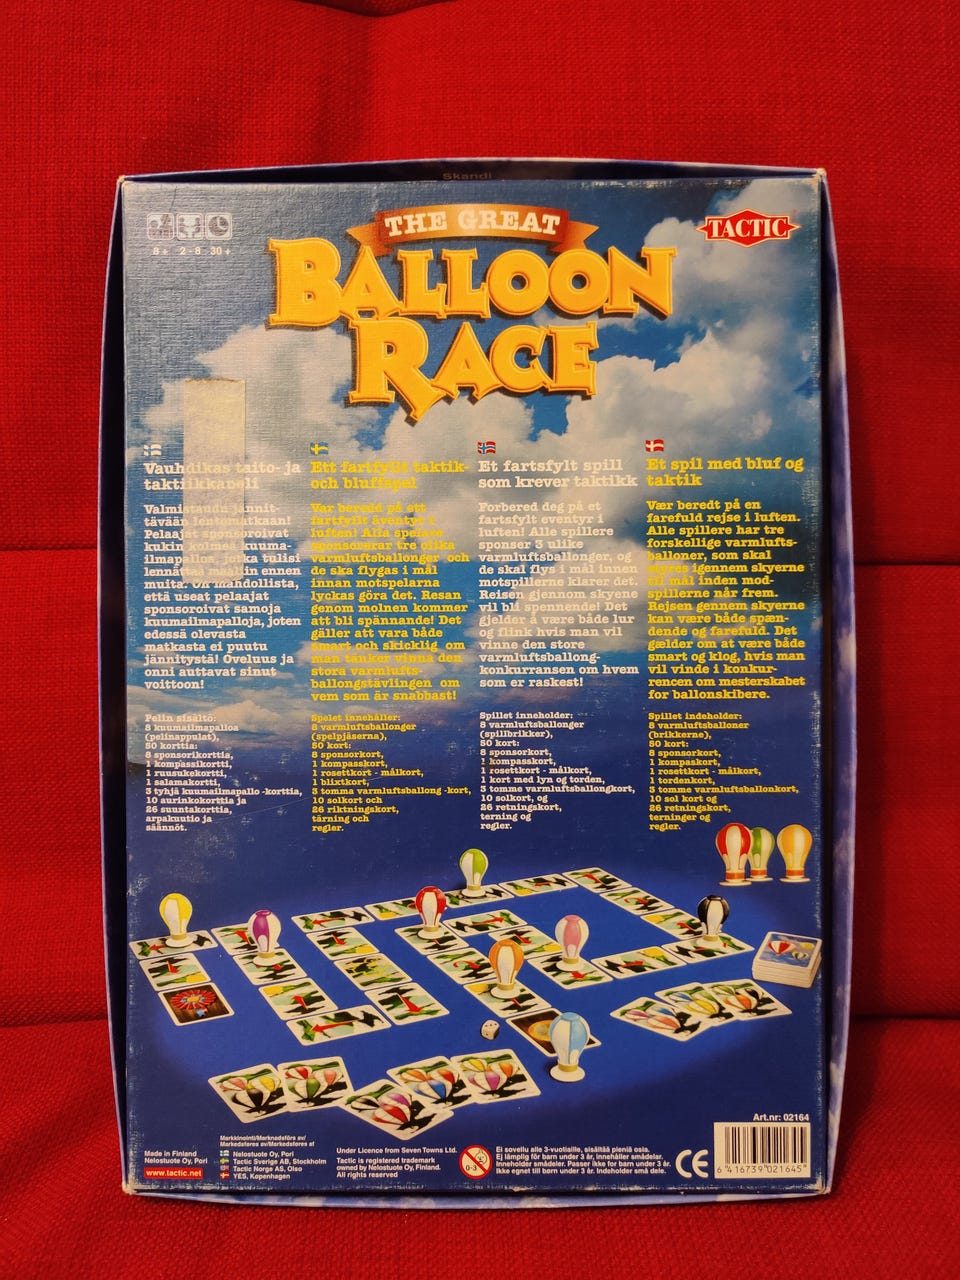 Skandi
THE GREAT
BALLOON
RACE
TACTIC
8+ 2-8 30+
Vauhdikas taito- ja
taktiikkapeli
Valmistaudu jännit-
tävään lentomatkaan!
Pelaajat sponsoroivat
kukin kolmea kuuma-
ilmapalloa, jotka tulisi
lennättää maaliin ennen
muita. On mahdollista,
että useat pelaajat
sponsoroivat samoja
kuumailmapalloja, joten
edessä olevasta
matkasta ei puutu
jännitystä! Oveluus ja
onni auttavat sinut
voittoon!
Pelin sisältö:
8 kuumailmapalloa
(pelinappulat),
50 korttia:
8 sponsorikorttia,
1 kompassikortti,
1 ruusukekortti,
1 salamakortti,
3 tyhjä kuumailmapallo -korttia,
10 aurinkokorttia ja
26 suuntakorttia,
arpakuutio ja
säännöt.
Ett fartfyllt taktik-
och bluffspel
Var beredd på ett
fartfyllt äventyr i
luften! Alla spelare
sponsorerar tre olika
varmluftsballonger och
de ska flygas i mål
innan motspelarna
lyckas göra det. Resan
genom molnen kommer
att bli spännande! Det
gäller att vara både
smart och skicklig om
man tänker vinna den
stora varmlufts-
ballongstävlingen om
vem som är snabbast!
Spelet innehåller:
8 varmluftsballonger
(spelpjäserna),
50 kort:
8 sponsorkort,
1 kompasskort,
1 rosettkort - målkort,
1 blixtkort,
3 tomma varmluftsballong -kort,
10 solkort och
26 riktningskort,
tärning och
regler.
Et fartsfylt spill
som krever taktikk
Forbered deg på et
fartsfylt eventyr i
luften! Alle spillere
sponser 3 ulike
varmluftsballonger, og
de skal flys i mål innen
motspillerne klarer det.
Reisen gjennom skyene
vil bli spennende! Det
gjelder å være både lur
og flink hvis man vil
vinne den store
varmluftsballong-
konkurransen om hvem
som er raskest!
Spillet inneholder:
8 varmluftsballonger
(spillbrikker),
50 kort:
8 sponsorkort,
1 kompasskort,
1 rosettkort - målkort,
1 kort med lyn og torden,
3 tomme varmluftsballongkort,
10 solkort, og
26 retningskort,
terning og
regler.
Et spil med bluf og
taktik
Vær beredt på en
farefuld rejse i luften.
Alle spillere har tre
forskellige varmlufts-
balloner, som skal
styres igennem skyerne
til mål inden mod-
spillerne når frem.
Rejsen gennem skyerne
kan være både spæn-
dende og farefuld. Det
gælder om at være både
smart og klog, hvis man
vil vinde i konkur-
rencen om mesterskabet
for ballonskibere.
Spillet indeholder:
8 varmluftsballoner
(brikkerne),
50 kort:
8 sponsorkort,
1 kompaskort,
1 rosetkort - målkort,
1 tordenkort,
3 tomme varmluftsballonkort,
10 sol kort og
26 retningskort,
terninger og
regler.
Art.nr: 02164
Made in Finland
Nelostuote Oy, Pori
www.tactic.net
Markkinointi/Marknadsförs av/
Markedsføres av/Markedsføres af
Nelostuote Oy, Pori
Tactic Sverige AB, Stockholm
Tactic Norge AS, Olso
YES, København
Under Licence from Seven Towns Ltd.
Tactic is registered trademark
owned by Nelostuote Oy, Finland.
All rights reserved
0-3
Ei sovellu alle 3-vuotiaille, sisältää pieniä osia.
Ej lämplig för barn under 3 år, innehåller smådelar.
Inneholder smådeler. Passer ikke for barn under 3 år.
Ikke egnet til børn under 3 år. Indeholder små dele.
CE
6 416739 021645